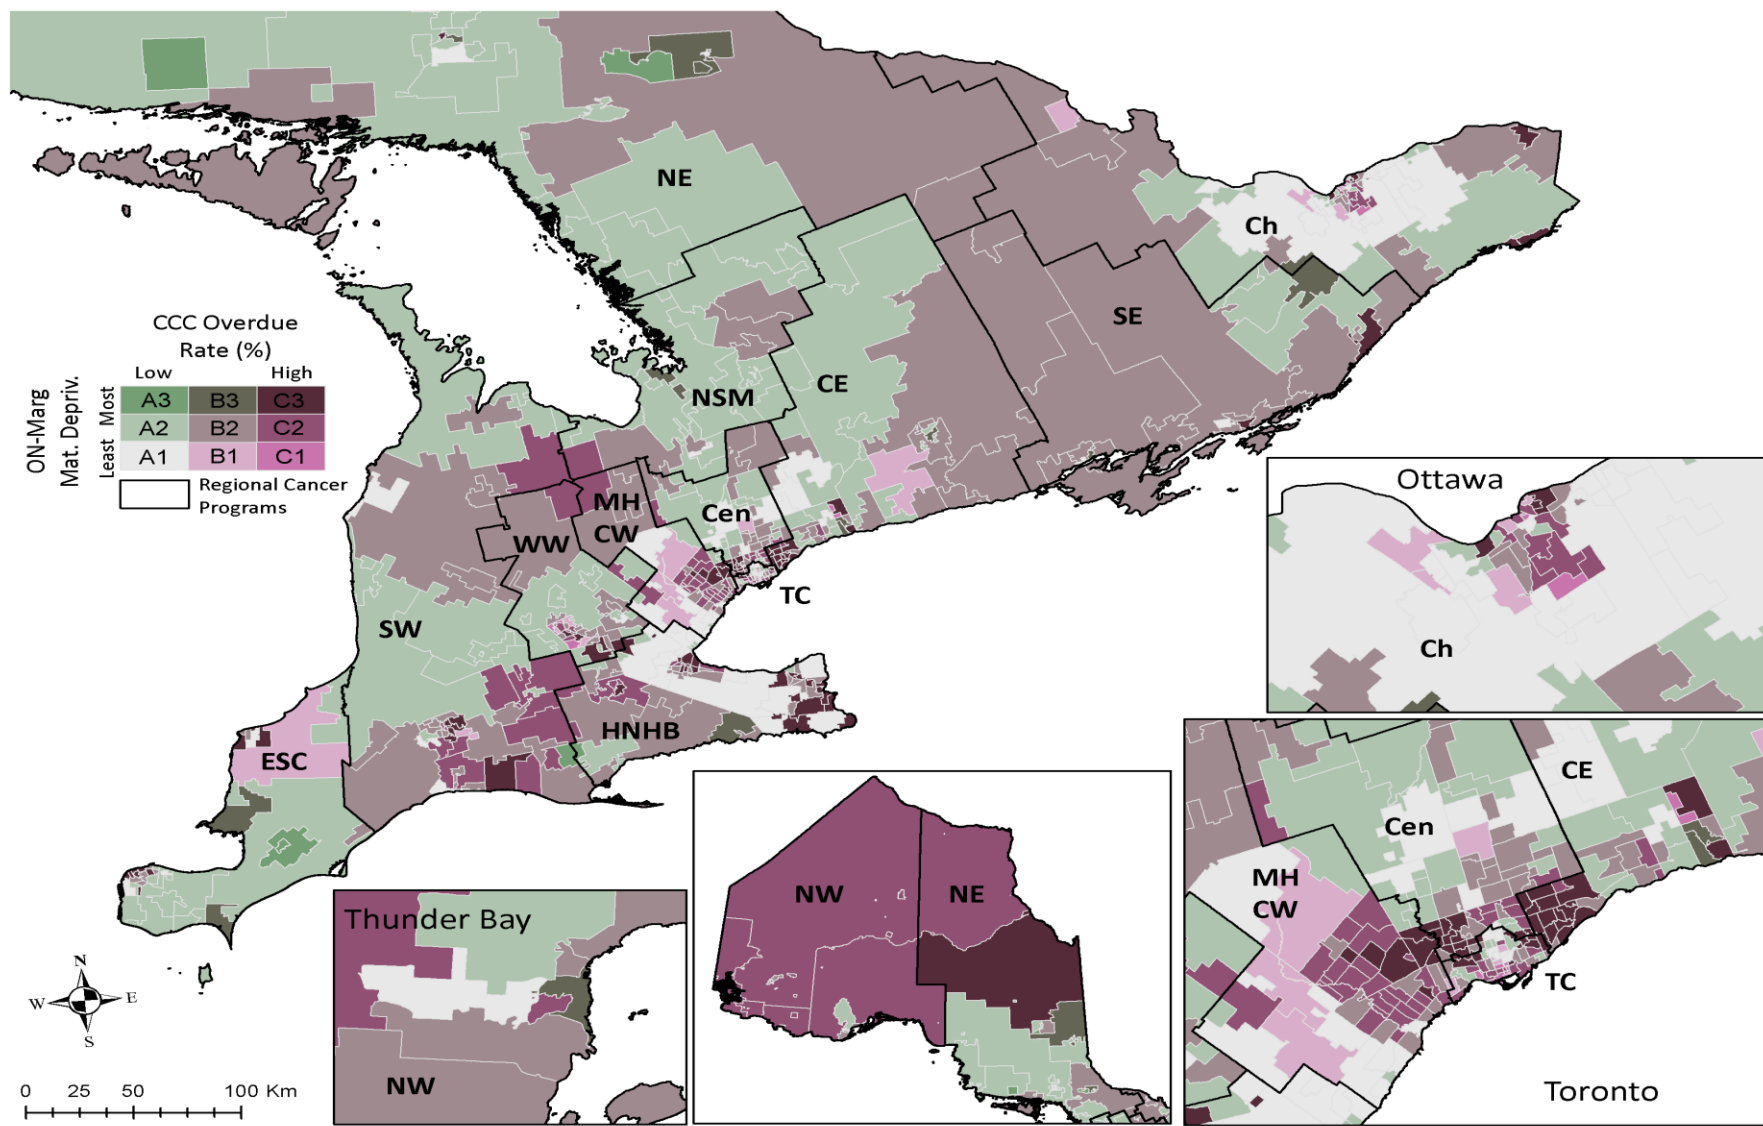 NE
Ch
SE
CCC Overdue
Rate (%)
Low High
ON-Marg
Mat. Depriv.
Least Most
A3 B3 C3
A2 B2 C2
A1 B1 C1
Regional Cancer
Programs
NSM
CE
MH
CW
Cen
WW
TC
SW
HNHB
ESC
Ottawa
Ch
Thunder Bay
NW
NW
NE
CE
Cen
MH
CW
TC
Toronto
N
W E
S
0 25 50 100 Km